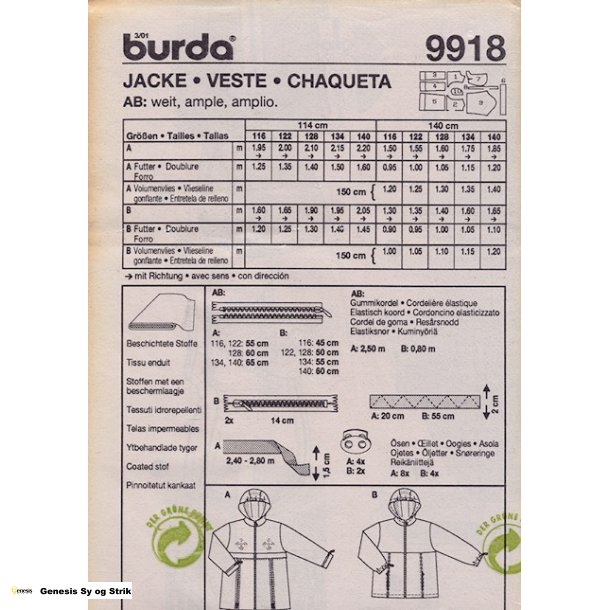 3/01
burda® 9918
JACKE • VESTE • CHAQUETA
AB: weit, ample, amplio.
114 cm 140 cm
Größen • Tailles • Tallas 116 122 128 134 140 116 122 128 134 140
A m 1.95 2.00 2.10 2.15 2.20 1.50 1.55 1.60 1.75 1.85
→ → → → → → → → → →
A Futter • Doublure m 1.25 1.35 1.40 1.50 1.60 0.95 1.00 1.05 1.15 1.20
Forro
A Volumenvlies • Vlieseline m 150 cm { 1.20 1.25 1.30 1.35 1.40
gonflante • Entretela de relleno
B m 1.60 1.65 1.90 1.95 2.05 1.30 1.35 1.40 1.60 1.65
→ → → → → → → → → →
B Futter • Doublure m 1.20 1.25 1.30 1.40 1.45 0.90 0.95 1.00 1.05 1.10
Forro
B Volumenvlies • Vlieseline m 150 cm { 1.00 1.05 1.10 1.15 1.20
gonflante • Entretela de relleno
→ mit Richtung • avec sens • con dirección
Beschichtete Stoffe
Tissu enduit
Stoffen met een
beschermlaagje
Tessuti idrorepellenti
Telas impermeables
Ytbehandlade tyger
Coated stof
Pinnoitetut kankaat
AB:
A: B:
116, 122: 55 cm 116: 45 cm
128: 60 cm 122, 128: 50 cm
134, 140: 65 cm 134: 55 cm
140: 60 cm
AB:
Gummikordel • Cordelière élastique
Elastisch koord • Cordoncino elasticizzato
Cordel de goma • Resårsnodd
Elastiksnor • Kuminyöriä
A: 2,50 m B: 0,80 m
B
2x 14 cm
A: 20 cm B: 55 cm
2 cm
A
2,40 - 2,80 m
1,5 cm
A: 4x
B: 2x
Ösen • Œillet • Oogies • Asola
Ojetes • Öljetter • Snøreringe
Reikäniittejä
A: 8x B: 4x
A B
DER GRÜNE PUNKT
DER GRÜNE
Genesis Genesis Sy og Strik